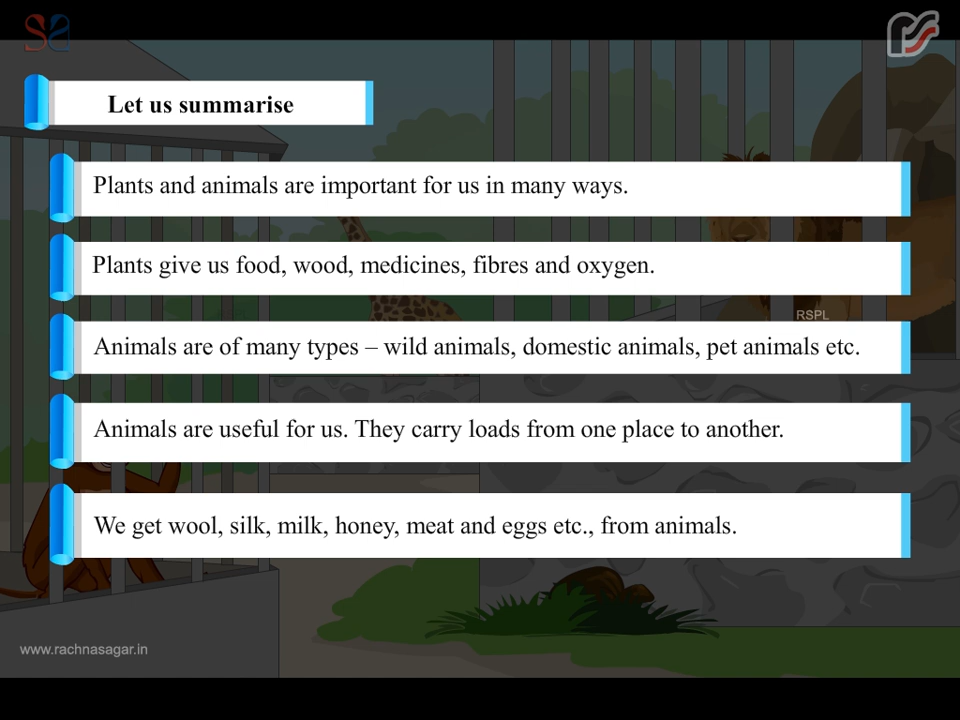 Let us summarise
Plants and animals are important for us in many ways.
Plants give us food, wood, medicines, fibres and oxygen.
RSPL
Animals are of many types – wild animals, domestic animals, pet animals etc.
Animals are useful for us. They carry loads from one place to another.
We get wool, silk, milk, honey, meat and eggs etc., from animals.
www.rachnasagar.in